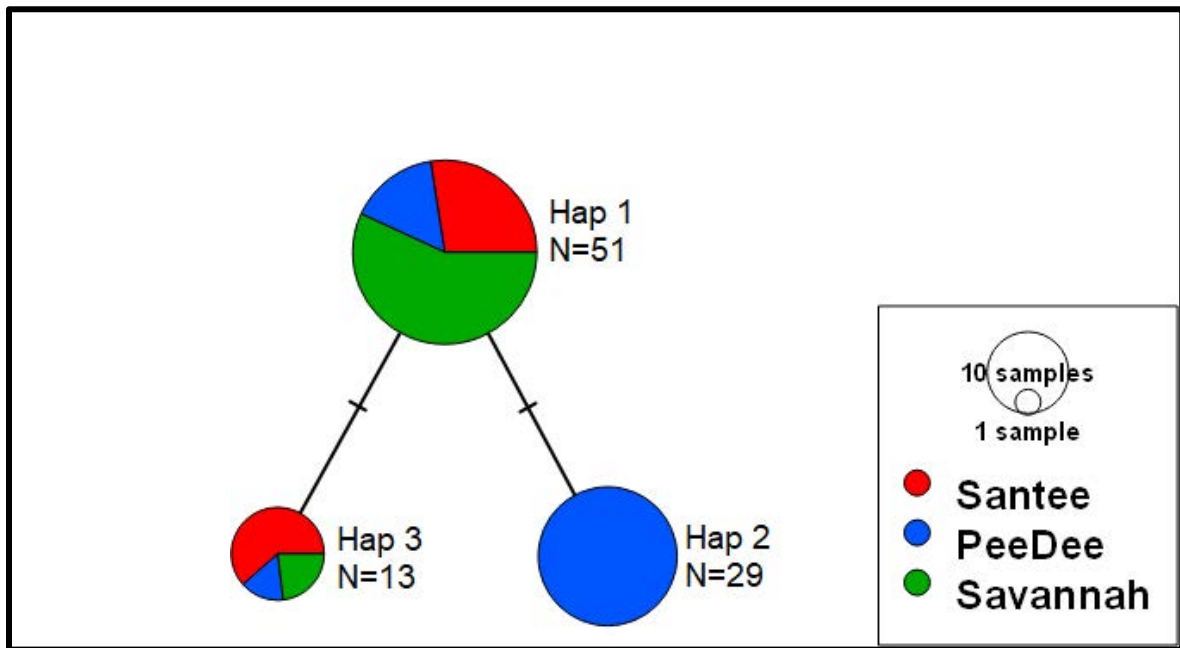 Hap 1
N=51
Hap 3
N=13
Hap 2
N=29
10 samples
1 sample
Santee
PeeDee
Savannah